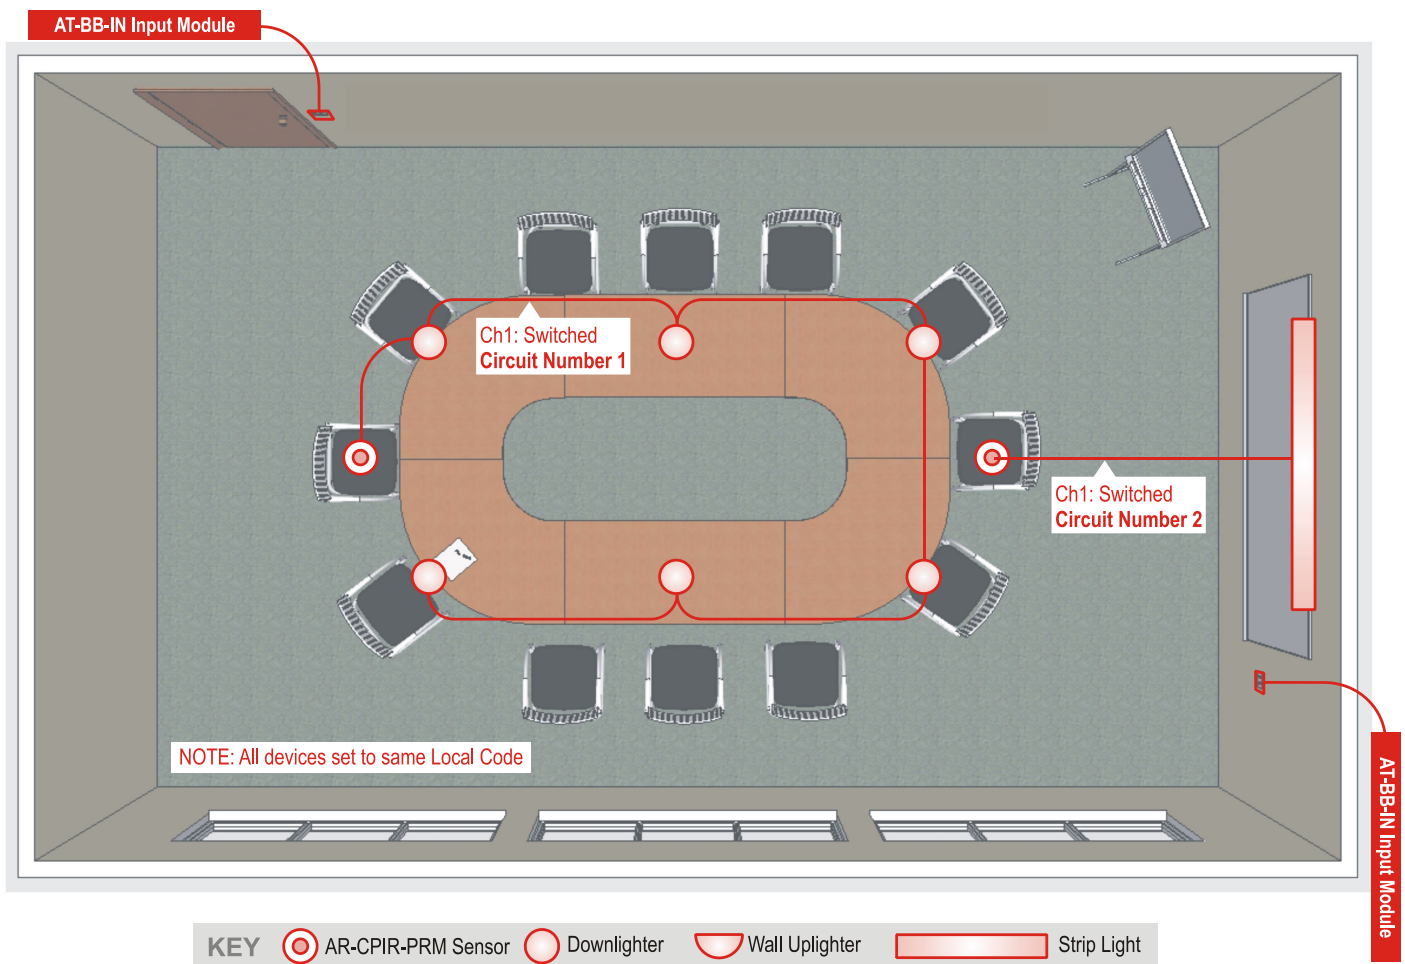 AT-BB-IN Input Module
Ch1: Switched
Circuit Number 1
Ch1: Switched
Circuit Number 2
NOTE: All devices set to same Local Code
AT-BB-IN Input Module
KEY
AR-CPIR-PRM Sensor
Downlighter
Wall Uplighter
Strip Light